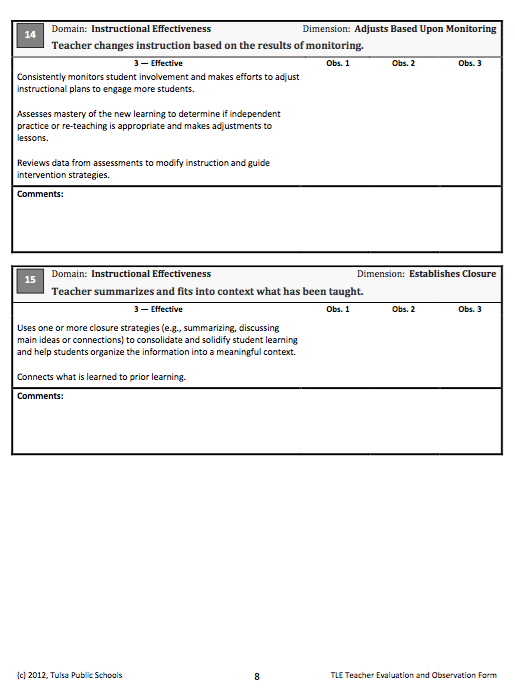 14
Domain: Instructional Effectiveness Dimension: Adjusts Based Upon Monitoring
Teacher changes instruction based on the results of monitoring.
3 — Effective Obs. 1 Obs. 2 Obs. 3
Consistently monitors student involvement and makes efforts to adjust
instructional plans to engage more students.
Assesses mastery of the new learning to determine if independent
practice or re-teaching is appropriate and makes adjustments to
lessons.
Reviews data from assessments to modify instruction and guide
intervention strategies.
Comments:
15
Domain: Instructional Effectiveness Dimension: Establishes Closure
Teacher summarizes and fits into context what has been taught.
3 — Effective Obs. 1 Obs. 2 Obs. 3
Uses one or more closure strategies (e.g., summarizing, discussing
main ideas or connections) to consolidate and solidify student learning
and help students organize the information into a meaningful context.
Connects what is learned to prior learning.
Comments:
(c) 2012, Tulsa Public Schools 8 TLE Teacher Evaluation and Observation Form